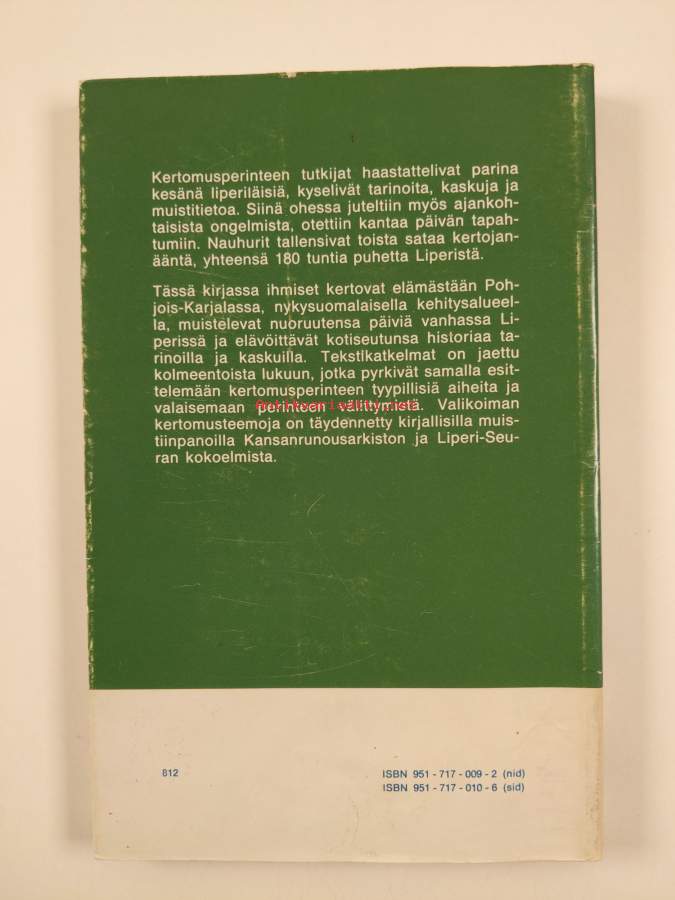 Kertomusperinteen tutkijat haastattelivat parina
kesänä liperiläisiä, kyselivät tarinoita, kaskuja ja
muistitietoa. Siinä ohessa juteltiin myös ajankoh-
taisista ongelmista, otettiin kantaa päivän tapah-
tumiin. Nauhurit tallensivat toista sataa kertojan-
ääntä, yhteensä 180 tuntia puhetta Liperistä.
Tässä kirjassa ihmiset kertovat elämästään Poh-
jois-Karjalassa, nykysuomalaisella kehitysalueel-
la, muistelevat nuoruutensa päiviä vanhassa Li-
perissä ja elävöittävät kotiseutunsa historiaa ta-
rinoilla ja kaskuilla. Tekstikatkelmat on jaettu
kolmeentoista lukuun, jotka pyrkivät samalla esit-
telemään kertomusperinteen tyypillisiä aiheita ja
valaisemaan perinteen välittymistä. Valikoiman
kertomusteemoja on täydennetty kirjallisilla muis-
tiinpanoilla Kansanrunousarkiston ja Liperi-Seu-
ran kokoelmista.
812
ISBN 951 - 717 - 009 - 2 (nid)
ISBN 951 - 717 - 010 - 6 (sid)